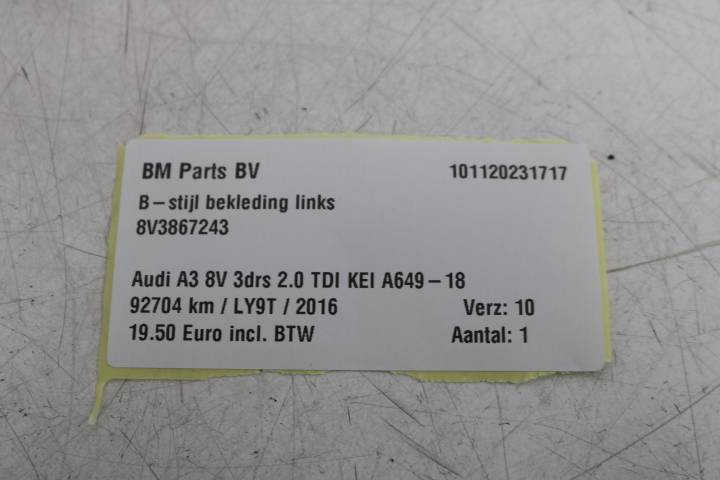 BM Parts BV 101120231717
B-stijl bekleding links
8V3867243
Audi A3 8V 3drs 2.0 TDI KEI A649-18
92704 km / LY9T / 2016 Verz: 10
19.50 Euro incl. BTW Aantal: 1